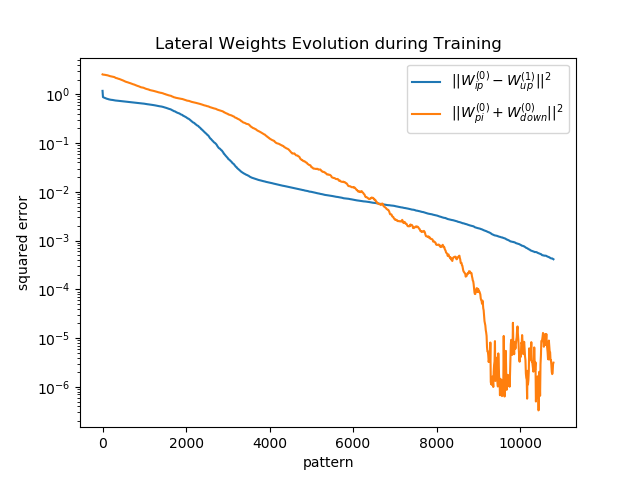 Lateral Weights Evolution during Training
||W_{ip}^{(0)} − W_{up}^{(1)}||^2
||W_{pi}^{(0)} + W_{down}^{(0)}||^2
squared error
10^0
10^{-1}
10^{-2}
10^{-3}
10^{-4}
10^{-5}
10^{-6}
0 2000 4000 6000 8000 10000
pattern